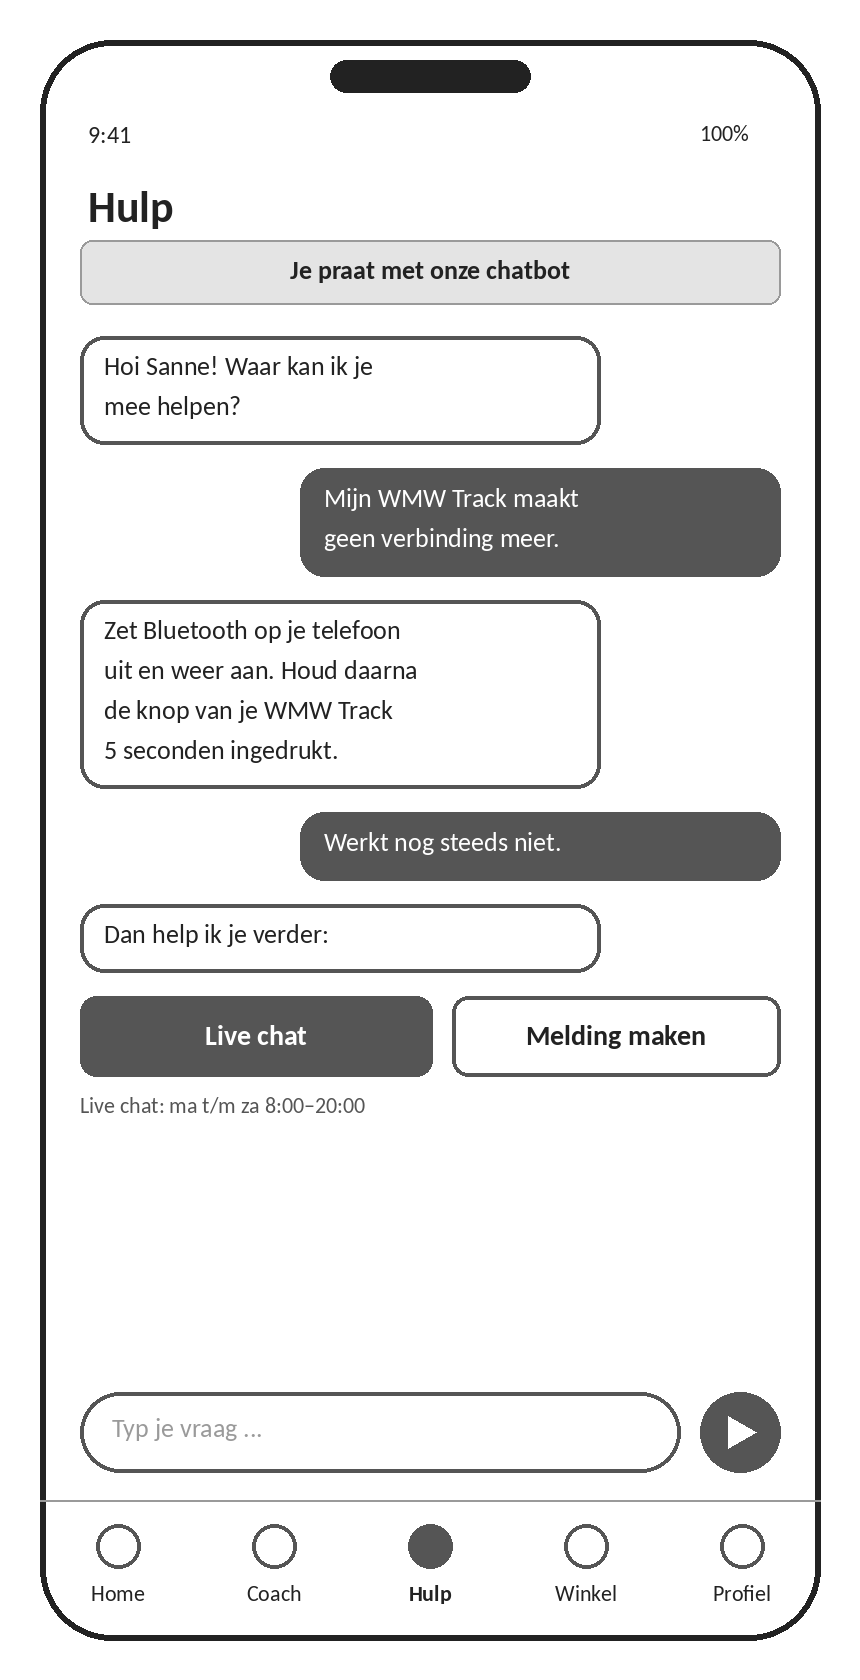 9:41
100%
Hulp
Je praat met onze chatbot
Hoi Sanne! Waar kan ik je
mee helpen?
Mijn WMW Track maakt
geen verbinding meer.
Zet Bluetooth op je telefoon
uit en weer aan. Houd daarna
de knop van je WMW Track
5 seconden ingedrukt.
Werkt nog steeds niet.
Dan help ik je verder:
Live chat
Melding maken
Live chat: ma t/m za 8:00–20:00
Typ je vraag ...
Home
Coach
Hulp
Winkel
Profiel